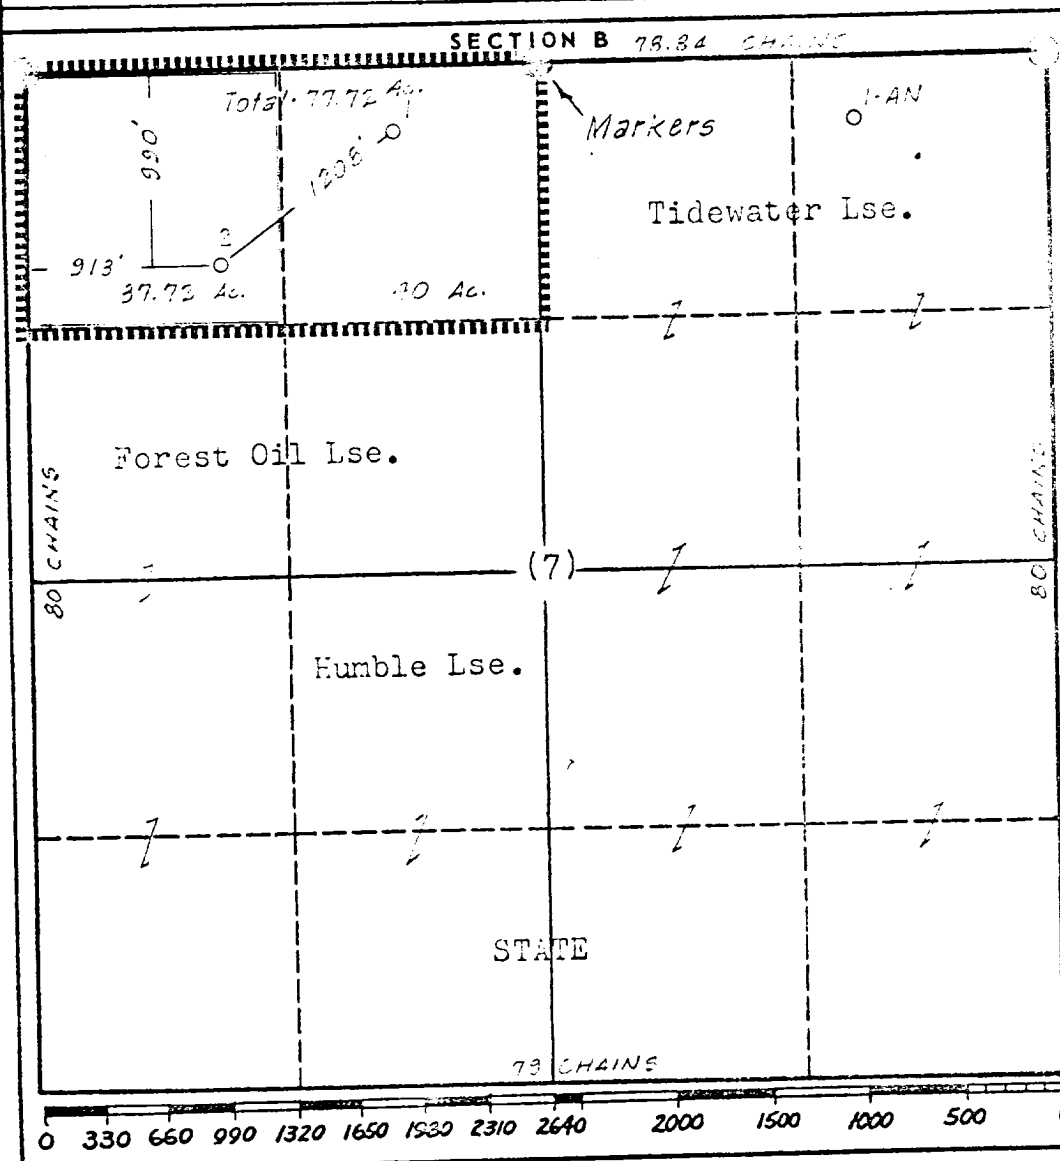 SECTION B 78.84 CHAINS
Total 77.72 Ac.
1-AN
Markers
990'
1208'
Tidewater Lse.
2
913'
37.72 Ac.
40 Ac.
Forest Oil Lse.
80 CHAINS
80 CHAINS
(7)
Humble Lse.
STATE
79 CHAINS
0 330 660 990 1320 1650 1980 2310 2640 2000 1500 1000 500